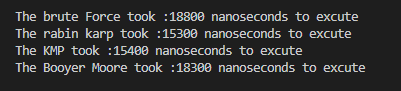 The brute Force took :18800 nanoseconds to excute
The rabin karp took :15300 nanoseconds to excute
The KMP took :15400 nanoseconds to excute
The Booyer Moore took :18300 nanoseconds to excute